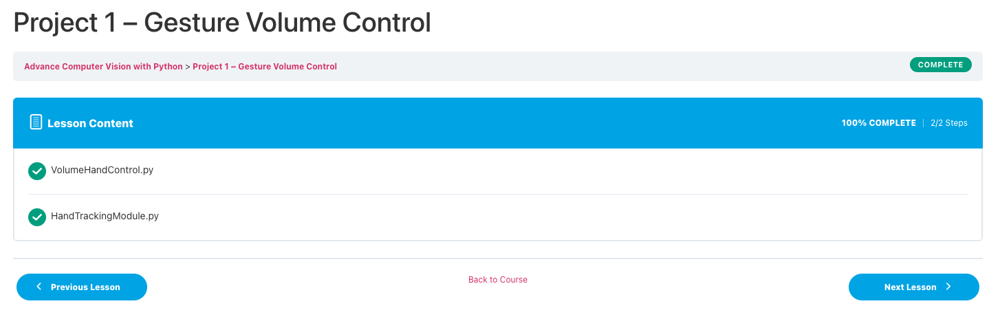 Project 1 – Gesture Volume Control
Advance Computer Vision with Python > Project 1 – Gesture Volume Control
COMPLETE
Lesson Content
100% COMPLETE | 2/2 Steps
VolumeHandControl.py
HandTrackingModule.py
Previous Lesson
Back to Course
Next Lesson